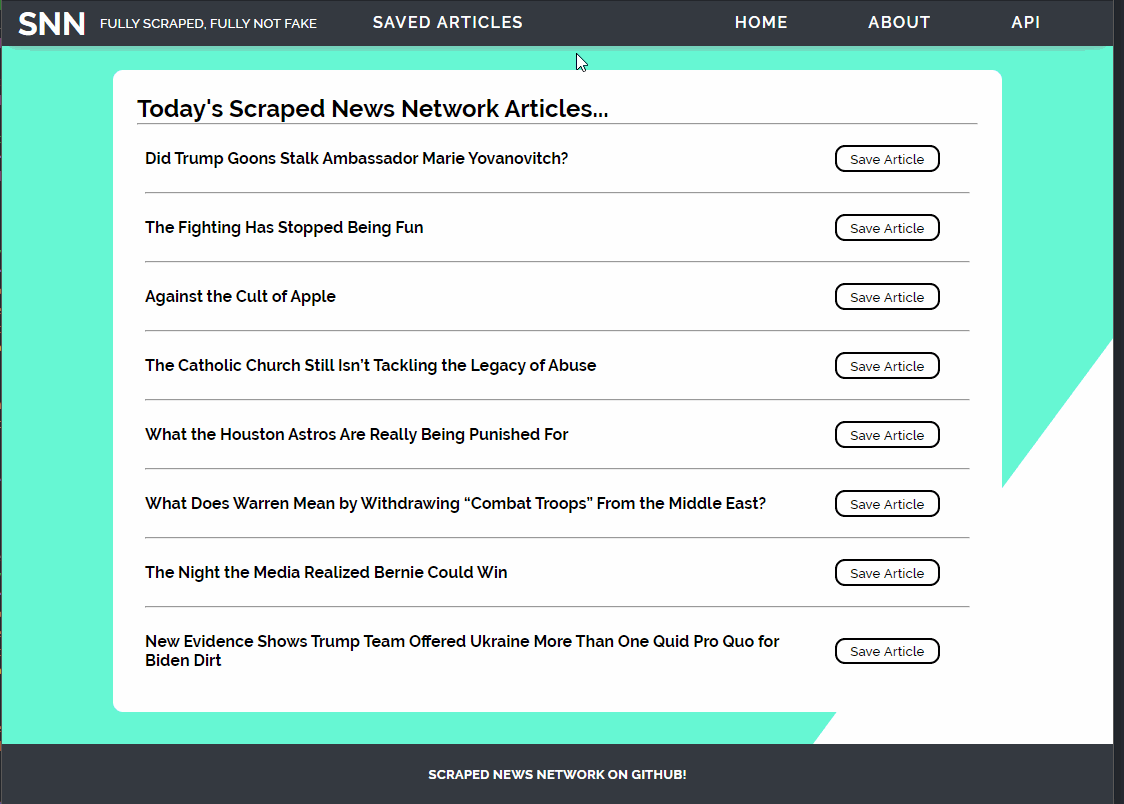 SNN FULLY SCRAPED, FULLY NOT FAKE SAVED ARTICLES HOME ABOUT API
Today's Scraped News Network Articles...
Did Trump Goons Stalk Ambassador Marie Yovanovitch? Save Article
The Fighting Has Stopped Being Fun Save Article
Against the Cult of Apple Save Article
The Catholic Church Still Isn’t Tackling the Legacy of Abuse Save Article
What the Houston Astros Are Really Being Punished For Save Article
What Does Warren Mean by Withdrawing “Combat Troops” From the Middle East? Save Article
The Night the Media Realized Bernie Could Win Save Article
New Evidence Shows Trump Team Offered Ukraine More Than One Quid Pro Quo for
Biden Dirt Save Article
SCRAPED NEWS NETWORK ON GITHUB!